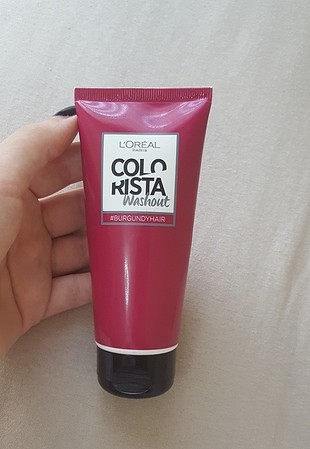 L'ORÉAL
PARIS
COLO
RISTA
Washout
#BURGUNDYHAIR